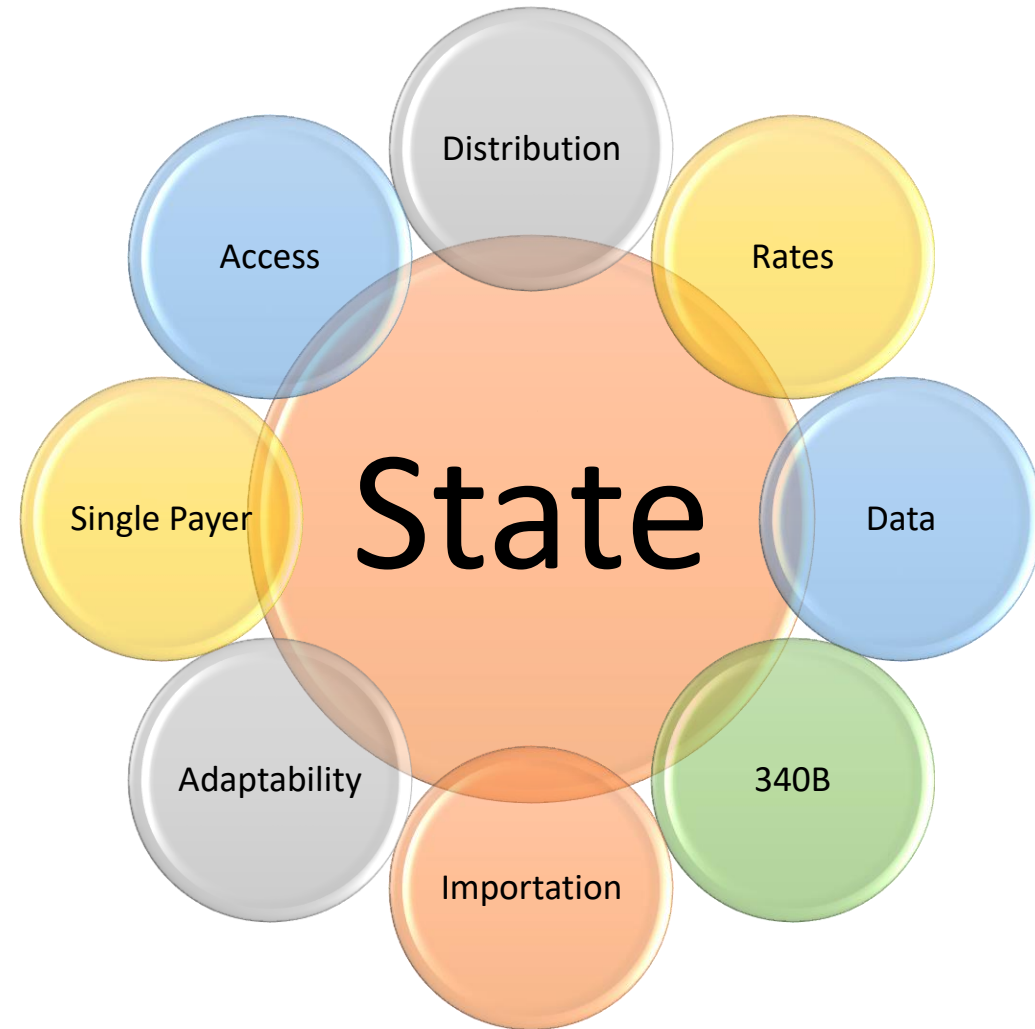 Distribution
Access
Rates
State
Single Payer
Data
Adaptability
340B
Importation